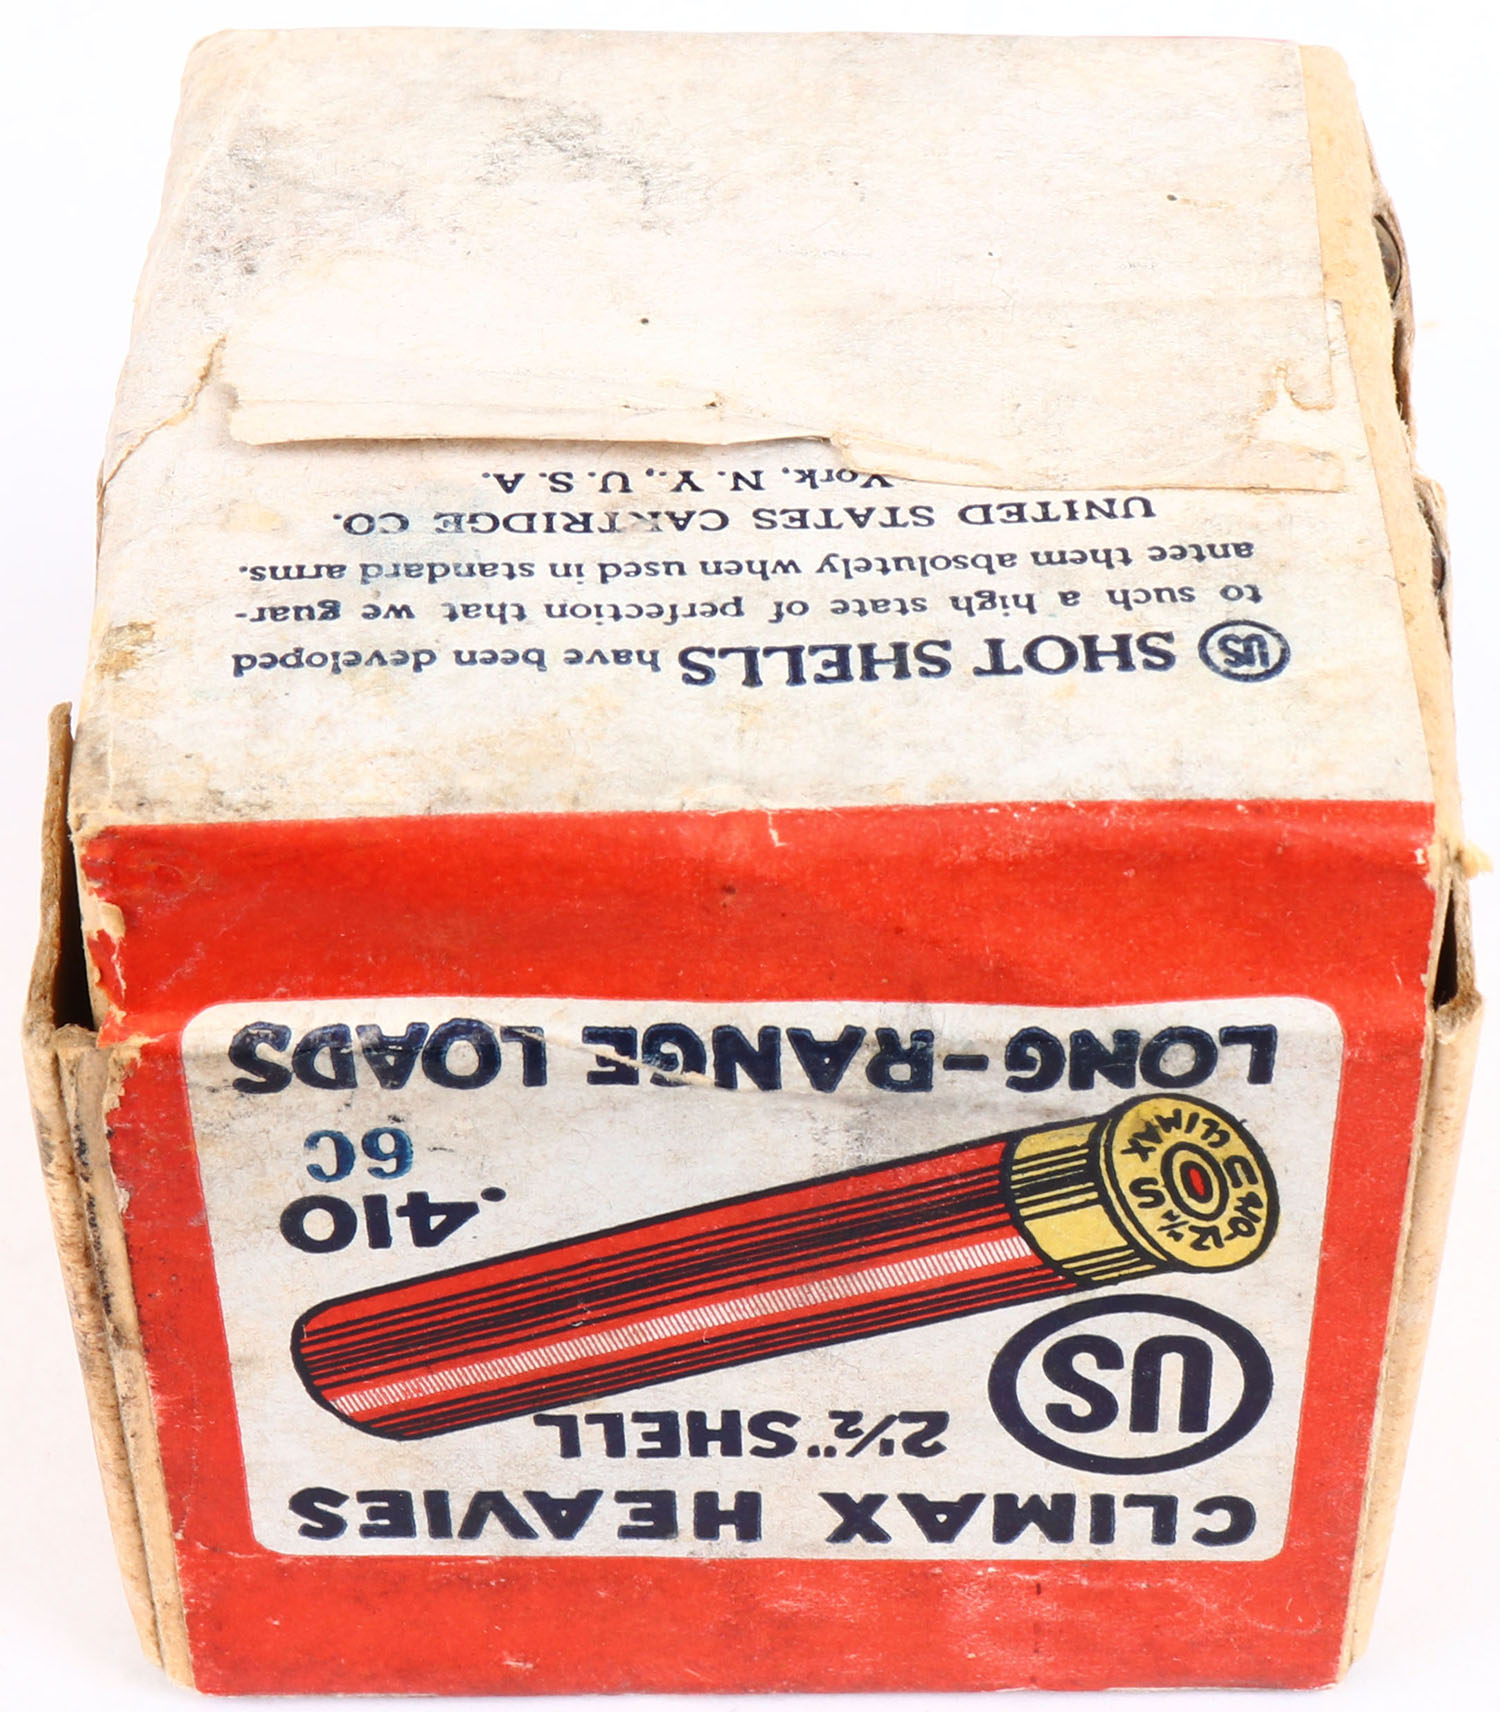 CLIMAX HEAVIES
US
2½" SHELL
U S
CLIMAX
.410
6C
LONG-RANGE LOADS
US SHOT SHELLS have been developed
to such a high state of perfection that we guar-
antee them absolutely when used in standard arms.
UNITED STATES CARTRIDGE CO.
York, N. Y., U. S. A.